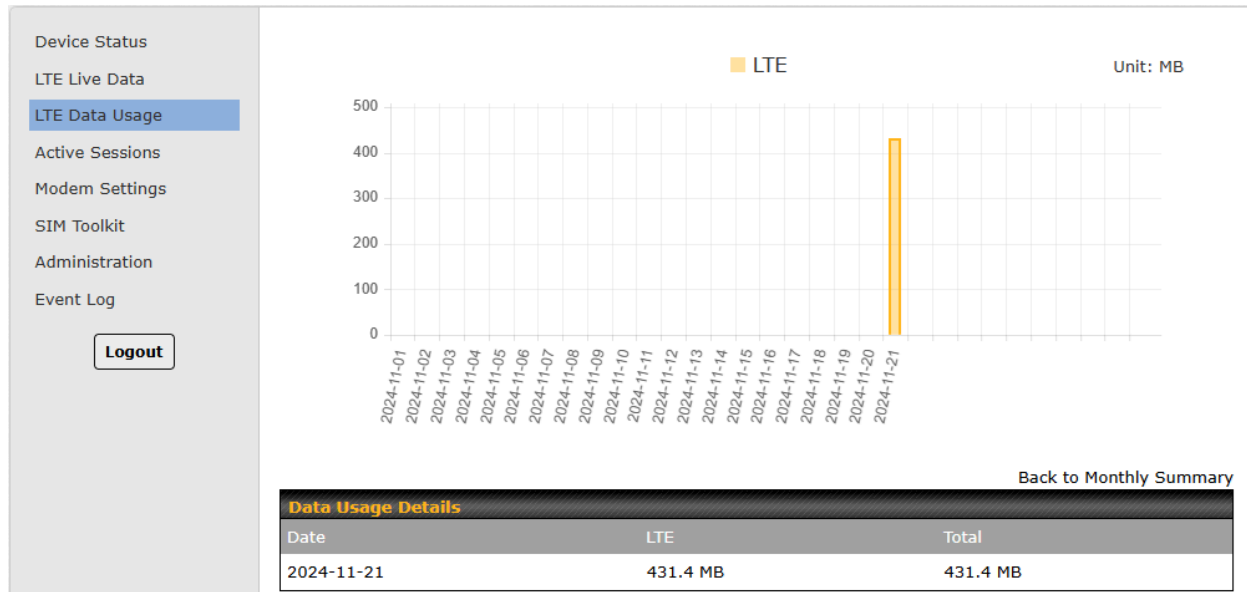 Device Status
LTE Live Data
LTE Data Usage
Active Sessions
Modem Settings
SIM Toolkit
Administration
Event Log
Logout
LTE
Unit: MB
500
400
300
200
100
0
2024-11-01
2024-11-02
2024-11-03
2024-11-04
2024-11-05
2024-11-06
2024-11-07
2024-11-08
2024-11-09
2024-11-10
2024-11-11
2024-11-12
2024-11-13
2024-11-14
2024-11-15
2024-11-16
2024-11-17
2024-11-18
2024-11-19
2024-11-20
2024-11-21
Back to Monthly Summary
Data Usage Details
Date LTE Total
2024-11-21 431.4 MB 431.4 MB